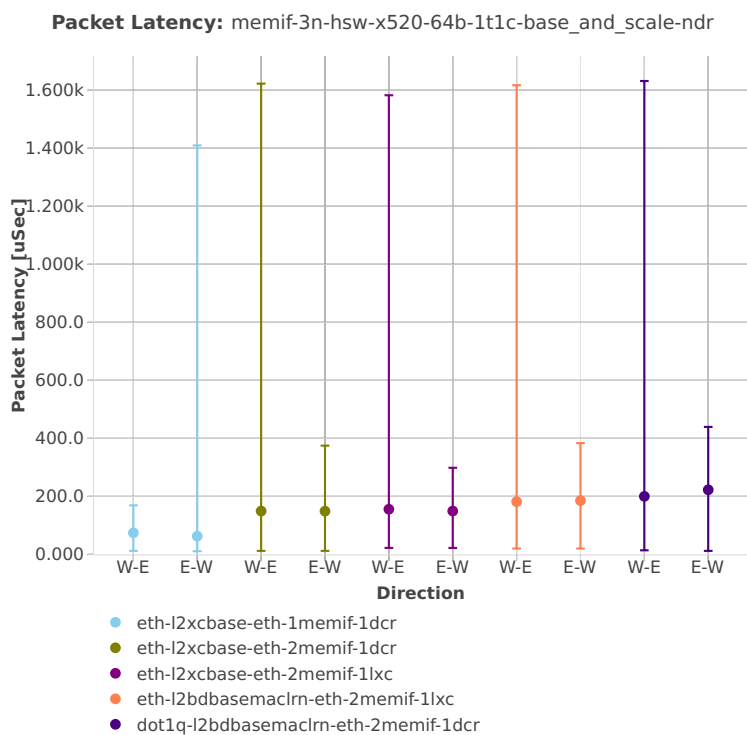 Packet Latency: memif-3n-hsw-x520-64b-1t1c-base_and_scale-ndr
Packet Latency [uSec]
1.600k
1.400k
1.200k
1.000k
800.0
600.0
400.0
200.0
0.000
W-E E-W W-E E-W W-E E-W W-E E-W W-E E-W
Direction
eth-l2xcbase-eth-1memif-1dcr
eth-l2xcbase-eth-2memif-1dcr
eth-l2xcbase-eth-2memif-1lxc
eth-l2bdbasemaclrn-eth-2memif-1lxc
dot1q-l2bdbasemaclrn-eth-2memif-1dcr